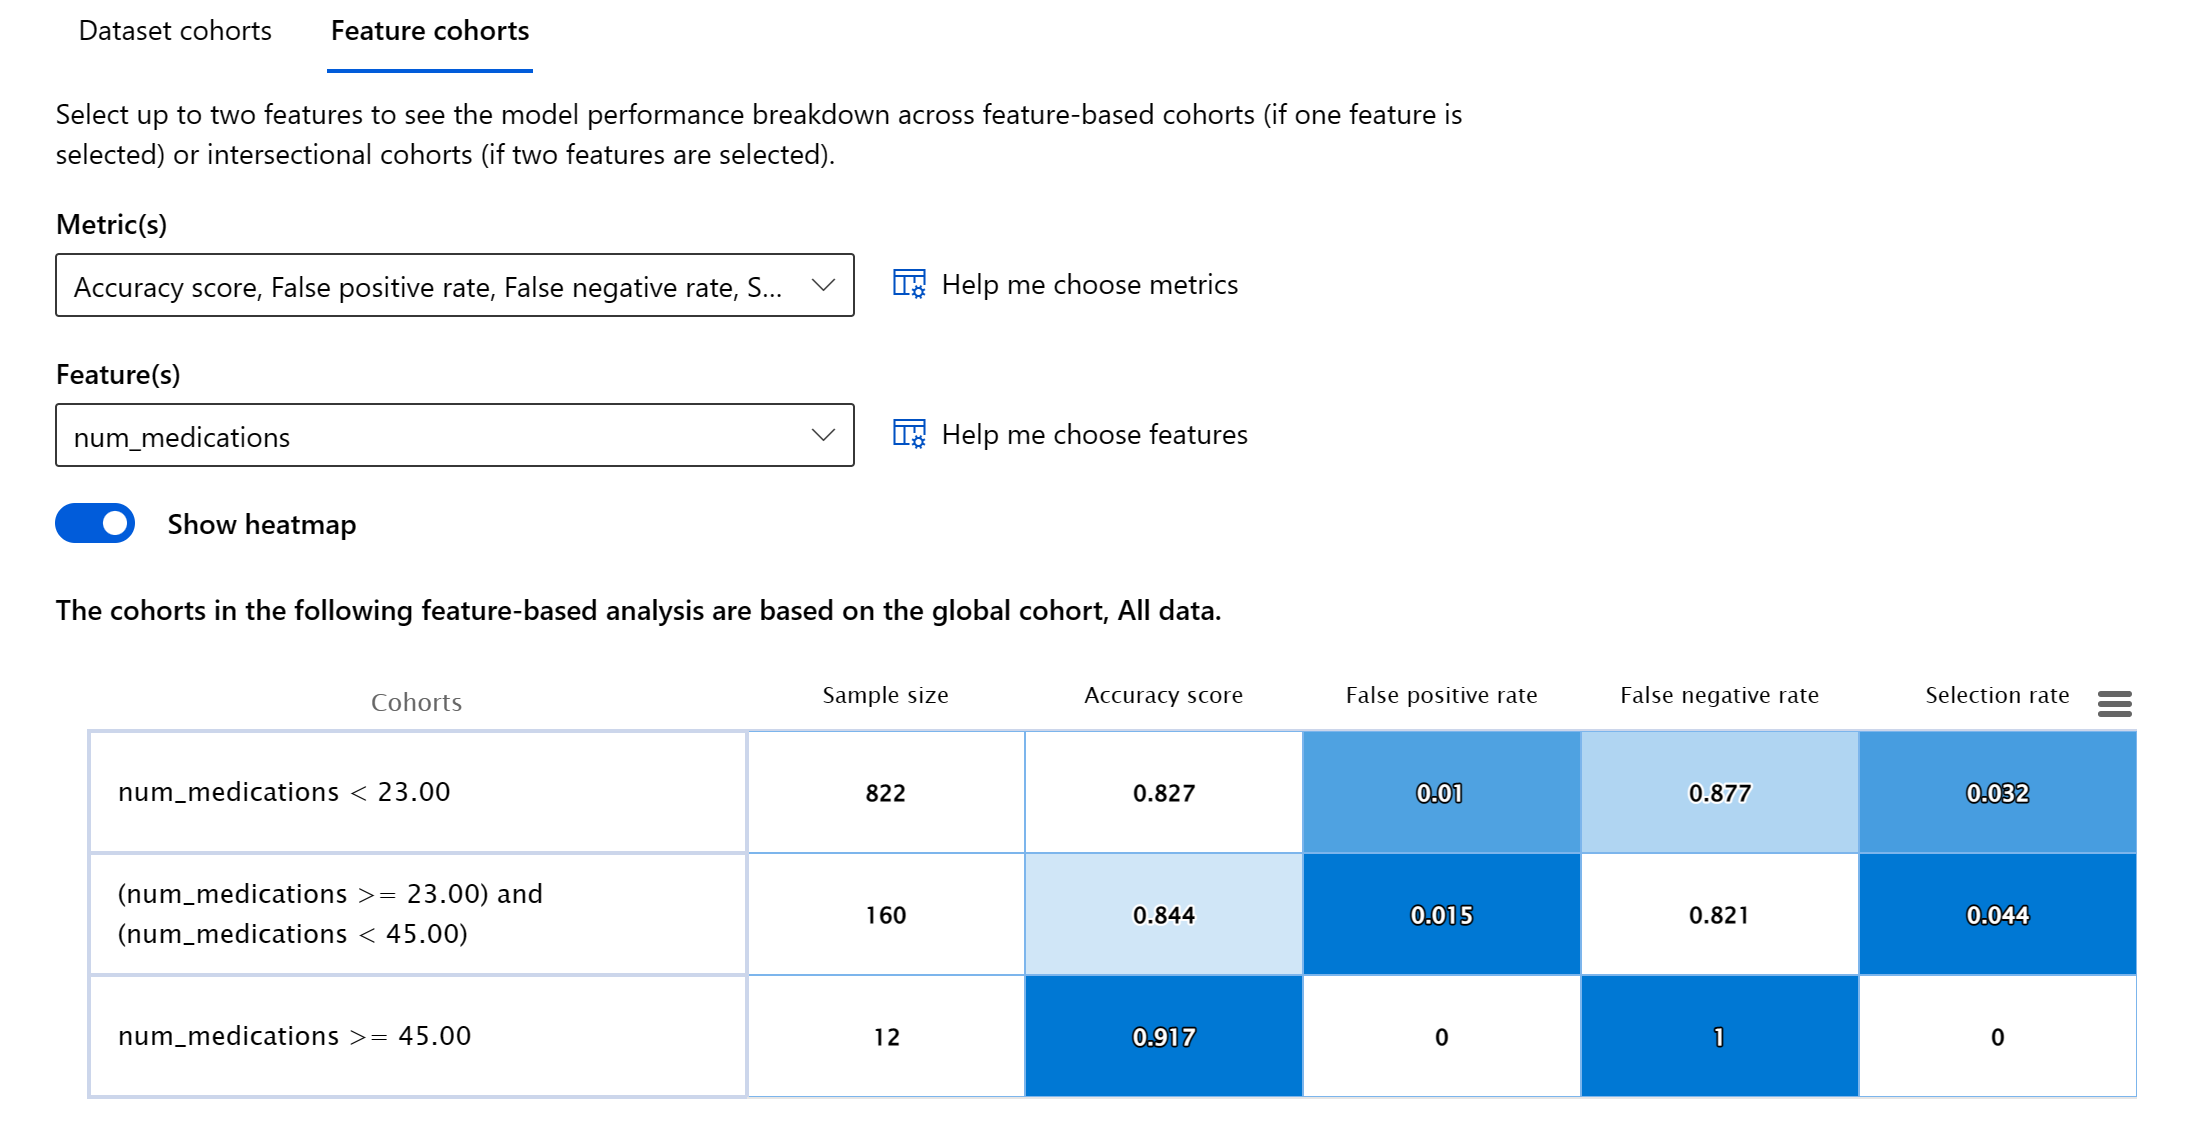 Dataset cohorts Feature cohorts
Select up to two features to see the model performance breakdown across feature-based cohorts (if one feature is
selected) or intersectional cohorts (if two features are selected).
Metric(s)
Accuracy score, False positive rate, False negative rate, S... Help me choose metrics
Feature(s)
num_medications Help me choose features
Show heatmap
The cohorts in the following feature-based analysis are based on the global cohort, All data.
Cohorts Sample size Accuracy score False positive rate False negative rate Selection rate
num_medications < 23.00 822 0.827 0.01 0.877 0.032
(num_medications >= 23.00) and
(num_medications < 45.00) 160 0.844 0.015 0.821 0.044
num_medications >= 45.00 12 0.917 0 1 0